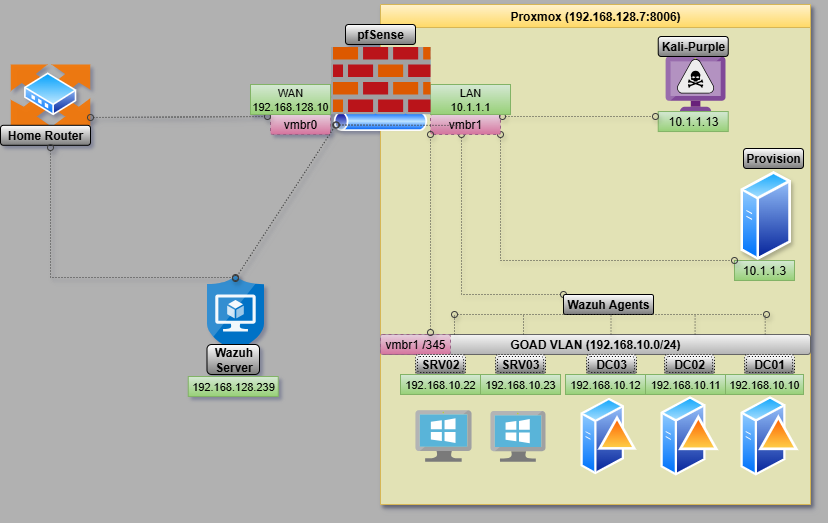 Proxmox (192.168.128.7:8006)
pfSense
Kali-Purple
WAN
192.168.128.10
LAN
10.1.1.1
vmbr0
vmbr1
10.1.1.13
Home Router
Provision
10.1.1.3
Wazuh Agents
vmbr1 /345
GOAD VLAN (192.168.10.0/24)
Wazuh
Server
192.168.128.239
SRV02
SRV03
DC03
DC02
DC01
192.168.10.22
192.168.10.23
192.168.10.12
192.168.10.11
192.168.10.10